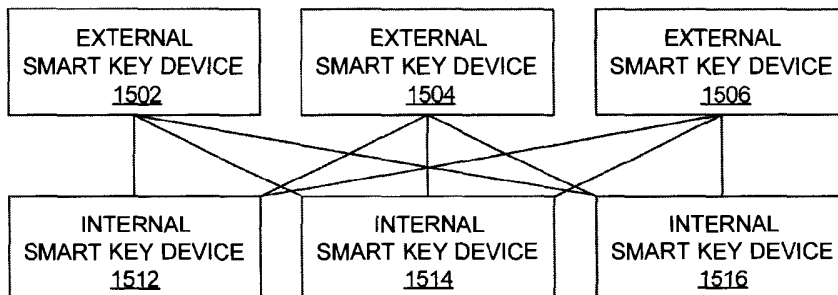 EXTERNAL
SMART KEY DEVICE
1502
EXTERNAL
SMART KEY DEVICE
1504
EXTERNAL
SMART KEY DEVICE
1506
INTERNAL
SMART KEY DEVICE
1512
INTERNAL
SMART KEY DEVICE
1514
INTERNAL
SMART KEY DEVICE
1516